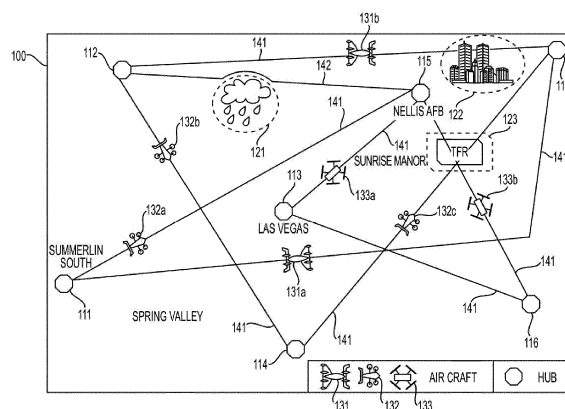 131b
100
112
141
142
115
NELLIS AFB
122
123
121
132b
141
141
SUNRISE MANOR
TFR
141
133a
133b
113
LAS VEGAS
132a
132c
SUMMERLIN
SOUTH
111
131a
141
SPRING VALLEY
141
116
141
114
141
131
132
133
AIR CRAFT
HUB